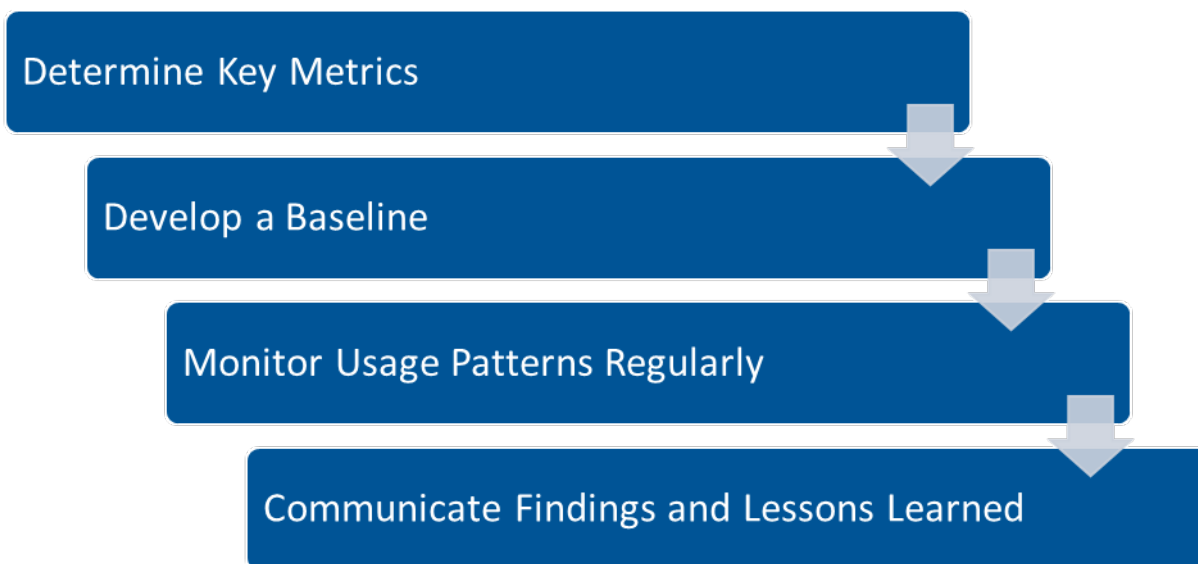 Determine Key Metrics
Develop a Baseline
Monitor Usage Patterns Regularly
Communicate Findings and Lessons Learned